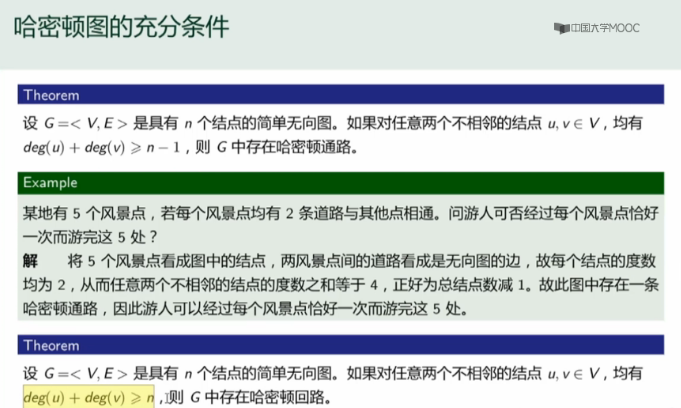 哈密顿图的充分条件
中国大学MOOC
Theorem
设 G =< V, E > 是具有 n 个结点的简单无向图。如果对任意两个不相邻的结点 u, v ∈ V，均有
deg(u) + deg(v) ⩾ n − 1，则 G 中存在哈密顿通路。
Example
某地有 5 个风景点，若每个风景点均有 2 条道路与其他点相通。问游人可否经过每个风景点恰好
一次而游完这 5 处？
解 将 5 个风景点看成图中的结点，两风景点间的道路看成是无向图的边，故每个结点的度数
均为 2，从而任意两个不相邻的结点的度数之和等于 4，正好为总结点数减 1。故此图中存在一条
哈密顿通路，因此游人可以经过每个风景点恰好一次而游完这 5 处。
Theorem
设 G =< V, E > 是具有 n 个结点的简单无向图。如果对任意两个不相邻的结点 u, v ∈ V，均有
deg(u) + deg(v) ⩾ n，则 G 中存在哈密顿回路。